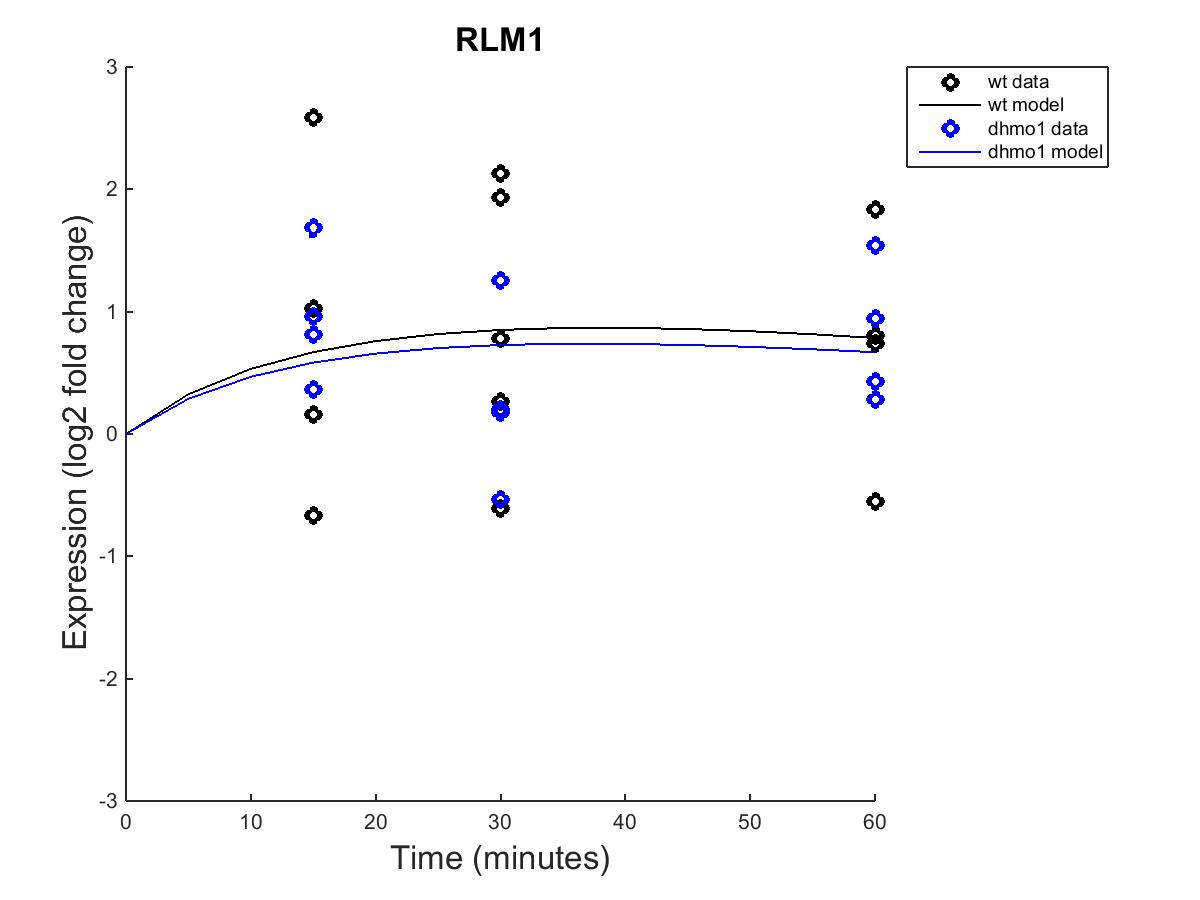 RLM1
3
2
1
0
-1
-2
-3
Expression (log2 fold change)
0 10 20 30 40 50 60
Time (minutes)
wt data
wt model
dhmo1 data
dhmo1 model